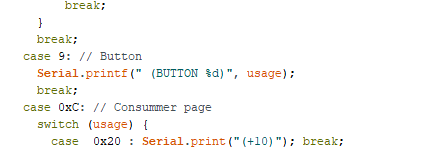 break;
}
break;
case 9: // Button
Serial.printf(" (BUTTON %d)", usage);
break;
case 0xC: // Consummer page
switch (usage) {
case  0x20 : Serial.print("(+10)"); break;